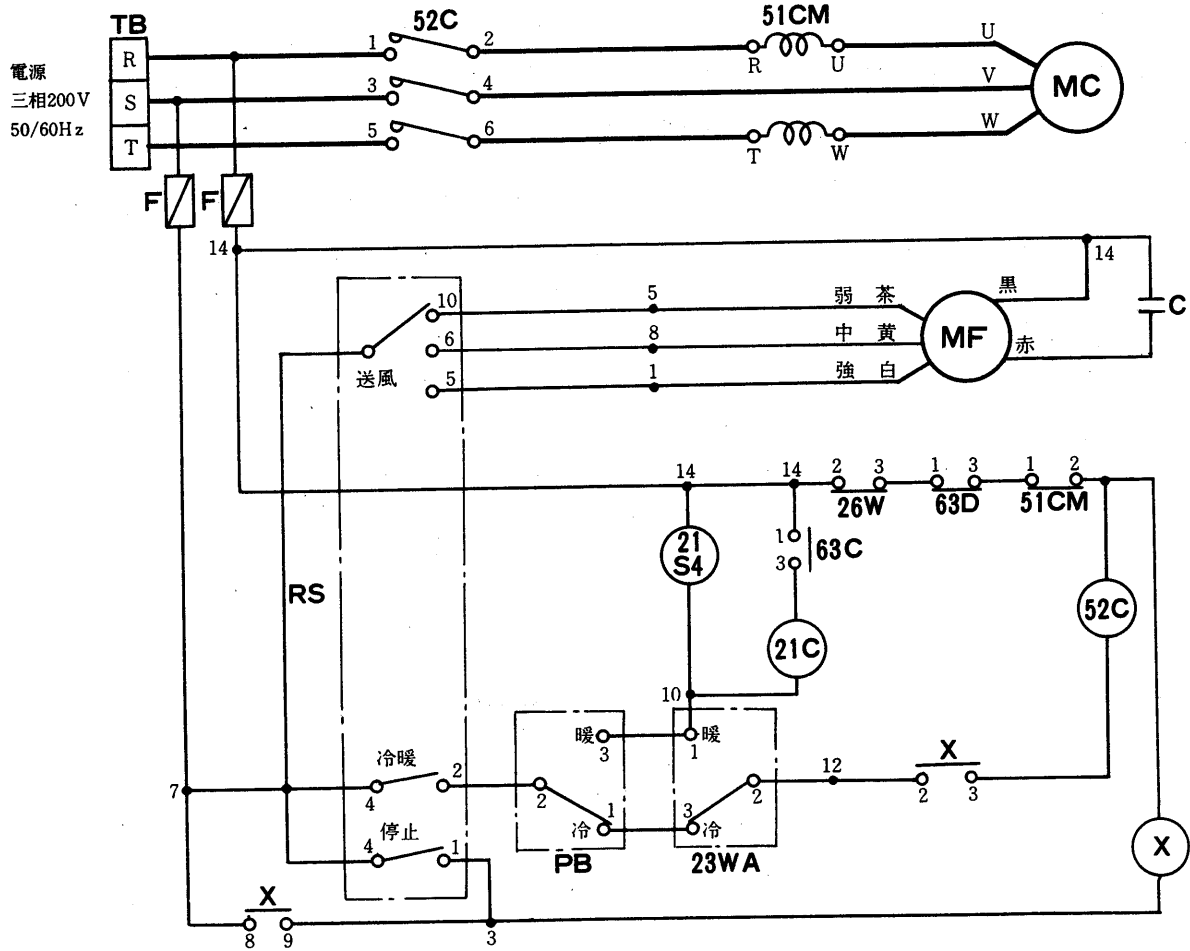 TB
52C
51CM
電源
三相200V
50/60Hz
R
S
T
1
2
3
4
5
6
R
U
T
W
U
V
W
MC
F
F
14
14
10
6
5
送風
5
8
1
弱 茶
中 黄
強 白
MF
黒
赤
C
14
14
2
3
26W
1
3
63D
1
2
51CM
21
S4
1
3
63C
21C
52C
RS
10
7
冷暖
4
2
停止
4
1
暖
3
2
1
冷
PB
暖
1
2
3
冷
23WA
12
X
2
3
X
X
8
9
3